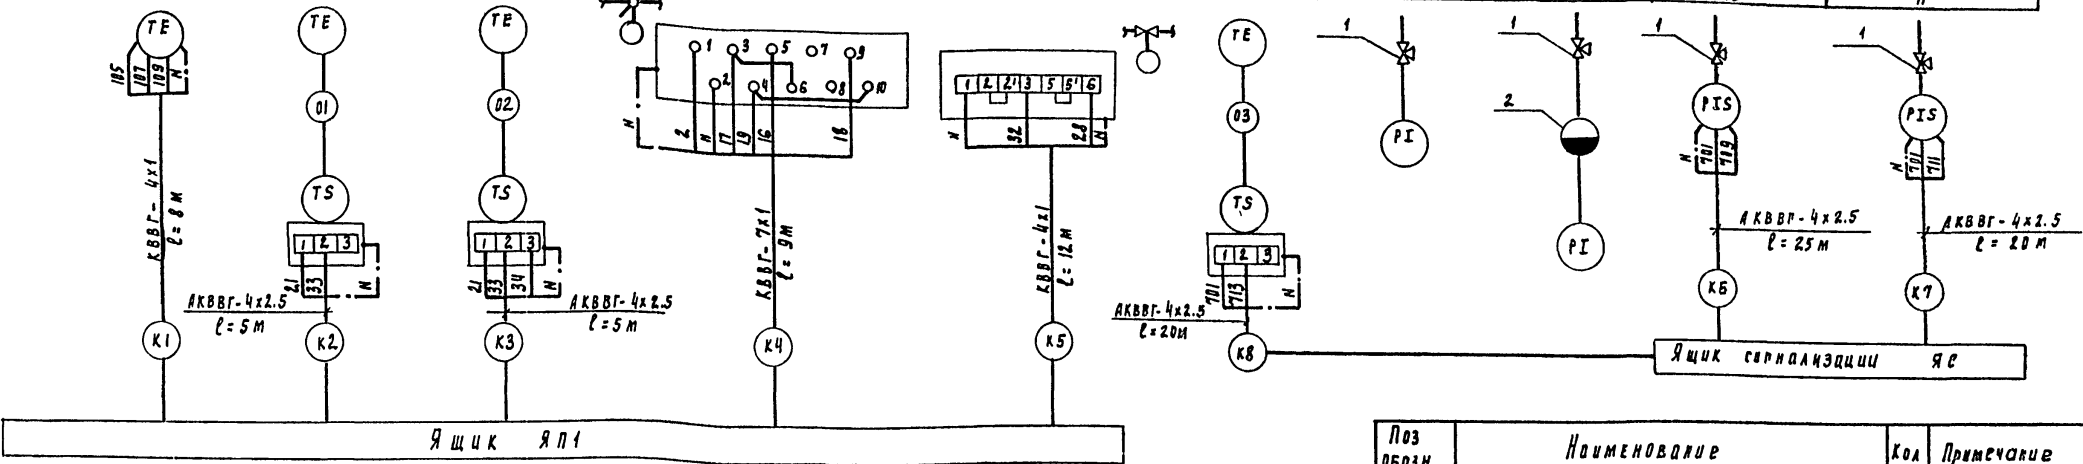 TE
105
107
109
N
КВВГ-4х1
ℓ=8м
К1
TE
01
TS
1 2 3
21
33
N
АКВВГ-4х2.5
ℓ=5м
К2
TE
02
TS
1 2 3
21
33
34
N
АКВВГ-4х2.5
ℓ=5м
К3
1 3 5 7 9
2 4 6 8 10
N
2
N
17
19
16
18
КВВГ-7х1
ℓ=9м
К4
1 2 2' 3 5 5' 6
N
32
28
N
КВВГ-4х1
ℓ=12м
К5
TE
03
TS
1 2 3
701
713
N
АКВВГ-4х2.5
ℓ=20м
К8
1
PI
1
2
PI
1
PIS
N
701
709
АКВВГ-4х2.5
ℓ=25м
К6
1
PIS
N
701
711
АКВВГ-4х2.5
ℓ=20м
К7
Ящик сигнализации ЯС
Ящик ЯП1
Поз
обозн
Наименование
Кол
Примечание